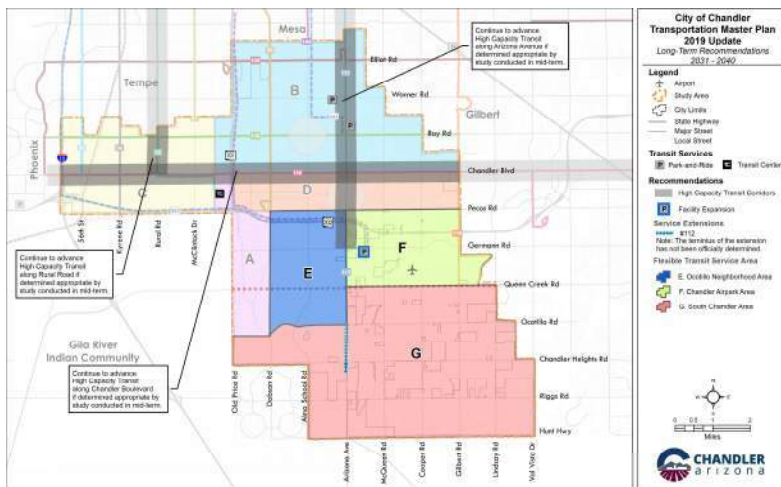 City of Chandler
Transportation Master Plan
2019 Update
Long-Term Recommendations
2031 - 2040
Legend
Airport
Study Area
City Limits
State Highway
Major Street
Local Street
Transit Services
Park-and-Ride
Transit Center
Recommendations
High Capacity Transit Corridors
Facility Expansion
Service Extensions
#112
Note: The terminius of the extension
has not been officially determined.
Flexible Transit Service Area
E. Ocotillo Neighborhood Area
F. Chandler Airpark Area
G. South Chandler Area
Miles
CHANDLER
arizona
Mesa
Tempe
Phoenix
Gilbert
Gila River
Indian Community
Continue to advance
High Capacity Transit
along Arizona Avenue if
determined appropriate by
study conducted in mid-term.
Continue to advance
High-Capacity Transit
along Rural Road if
determined appropriate by
study conducted in mid-term.
Continue to advance
High Capacity Transit
along Chandler Boulevard
if determined appropriate by
study conducted in mid-term.
Elliot Rd
Warner Rd
Ray Rd
Chandler Blvd
Pecos Rd
Germann Rd
Queen Creek Rd
Ocotillo Rd
Chandler Heights Rd
Riggs Rd
Hunt Hwy
56th St
Kyrene Rd
Rural Rd
McClintock Dr
Old Price Rd
Dobson Rd
Alma School Rd
Arizona Ave
McQueen Rd
Cooper Rd
Gilbert Rd
Lindsay Rd
Val Vista Dr
A
B
C
D
E
F
G